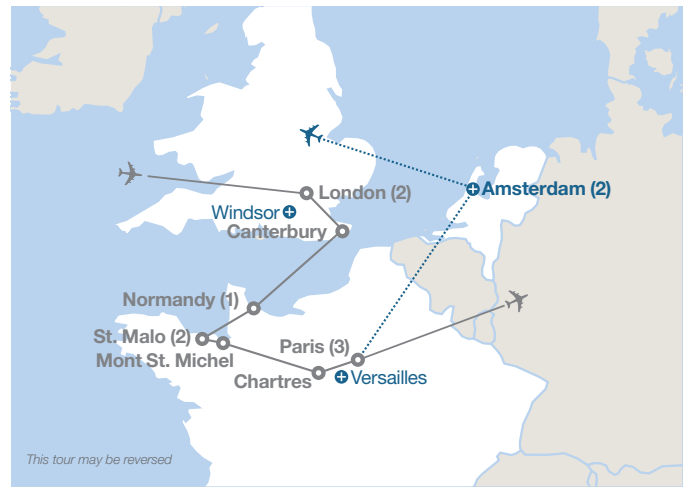 London (2)
Amsterdam (2)
Windsor
Canterbury
Normandy (1)
St. Malo (2)
Mont St. Michel
Paris (3)
Chartres
Versailles
This tour may be reversed